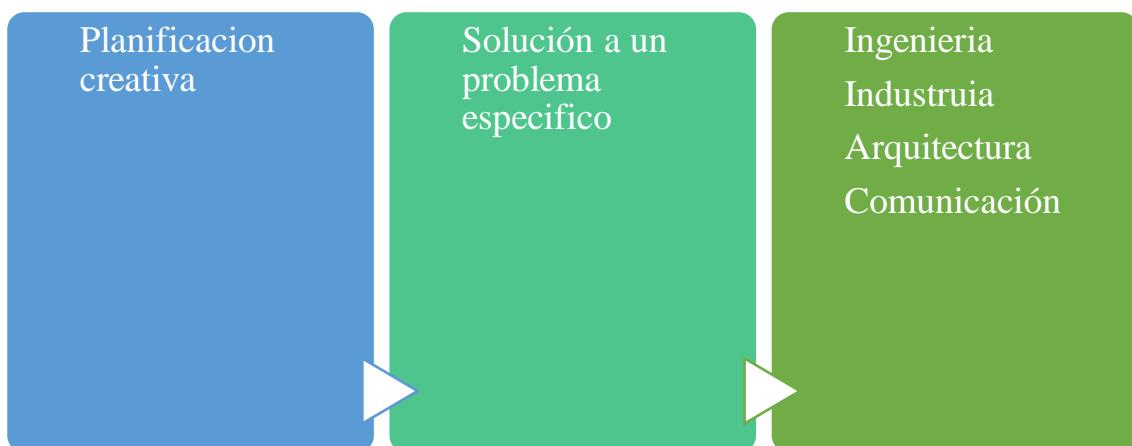 Planificacion
creativa
Solución a un
problema
especifico
Ingenieria
Industruia
Arquitectura
Comunicación